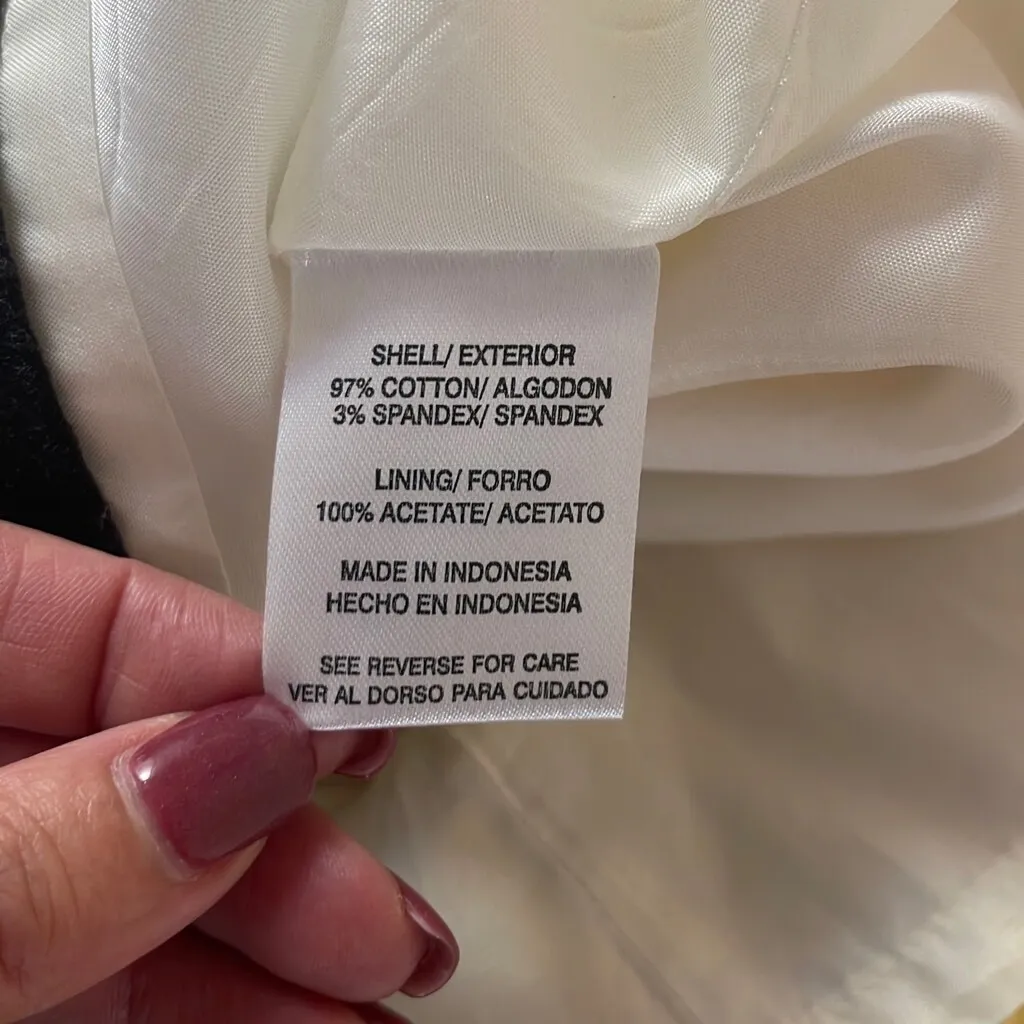 SHELL/ EXTERIOR
97% COTTON/ ALGODON
3% SPANDEX/ SPANDEX
LINING/ FORRO
100% ACETATE/ ACETATO
MADE IN INDONESIA
HECHO EN INDONESIA
SEE REVERSE FOR CARE
VER AL DORSO PARA CUIDADO